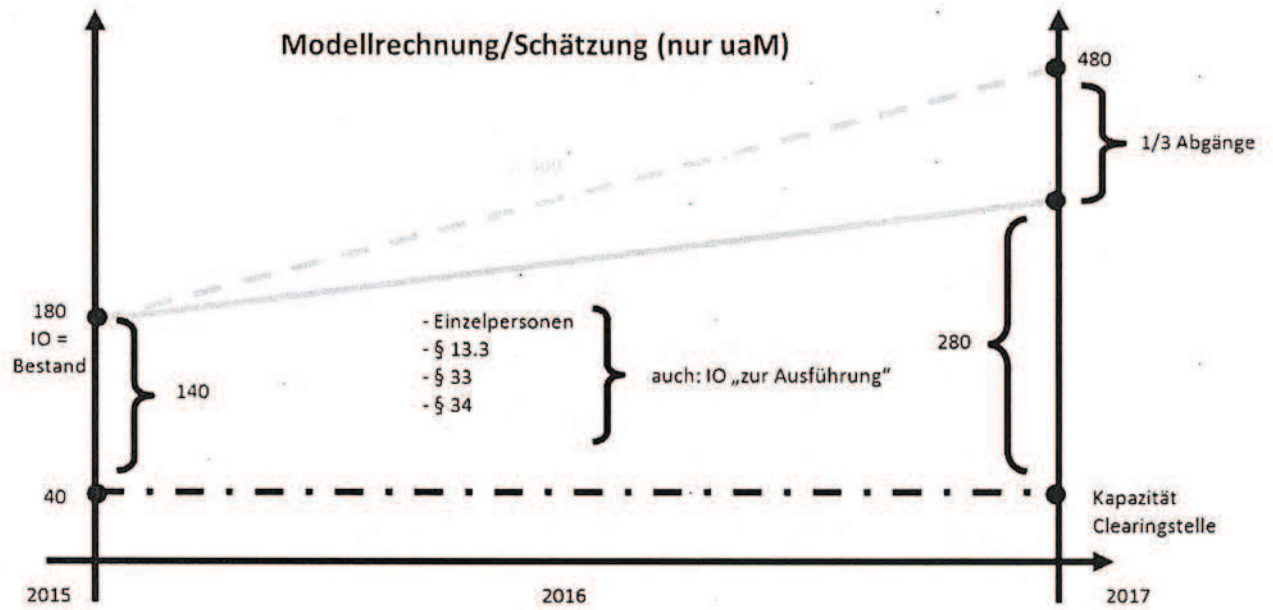 Modellrechnung/Schätzung (nur uaM)
480
1/3 Abgänge
180
IO =
Bestand
140
- Einzelpersonen
- § 13.3
- § 33
- § 34
auch: IO „zur Ausführung“
280
40
Kapazität
Clearingstelle
2015
2016
2017